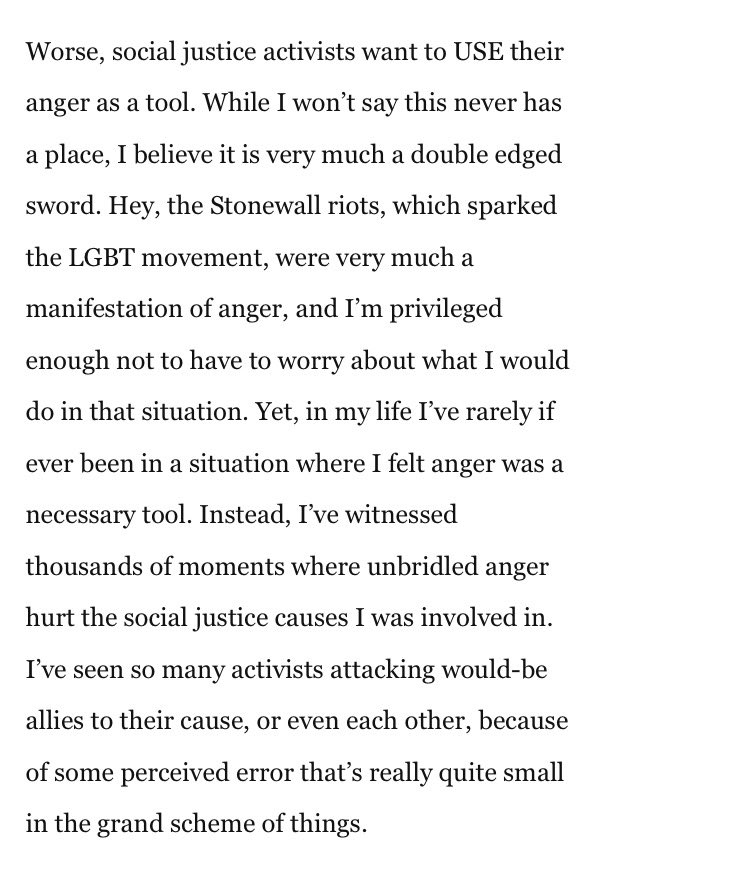 Worse, social justice activists want to USE their
anger as a tool. While I won’t say this never has
a place, I believe it is very much a double edged
sword. Hey, the Stonewall riots, which sparked
the LGBT movement, were very much a
manifestation of anger, and I’m privileged
enough not to have to worry about what I would
do in that situation. Yet, in my life I’ve rarely if
ever been in a situation where I felt anger was a
necessary tool. Instead, I’ve witnessed
thousands of moments where unbridled anger
hurt the social justice causes I was involved in.
I’ve seen so many activists attacking would-be
allies to their cause, or even each other, because
of some perceived error that’s really quite small
in the grand scheme of things.